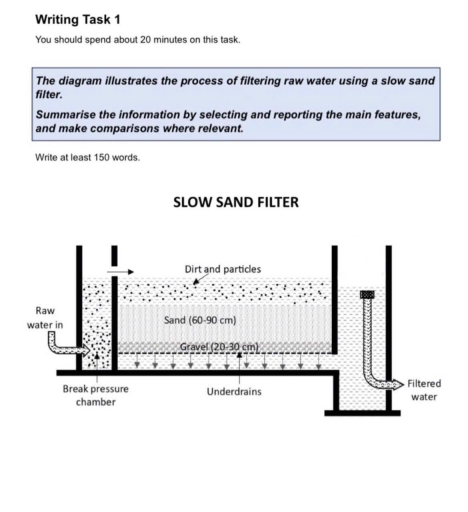 Writing Task 1
You should spend about 20 minutes on this task.
The diagram illustrates the process of filtering raw water using a slow sand
filter.
Summarise the information by selecting and reporting the main features,
and make comparisons where relevant.
Write at least 150 words.
SLOW SAND FILTER
Dirt and particles
Raw
water in
Sand (60-90 cm)
Gravel (20-30 cm)
Break pressure
chamber
Underdrains
Filtered
water